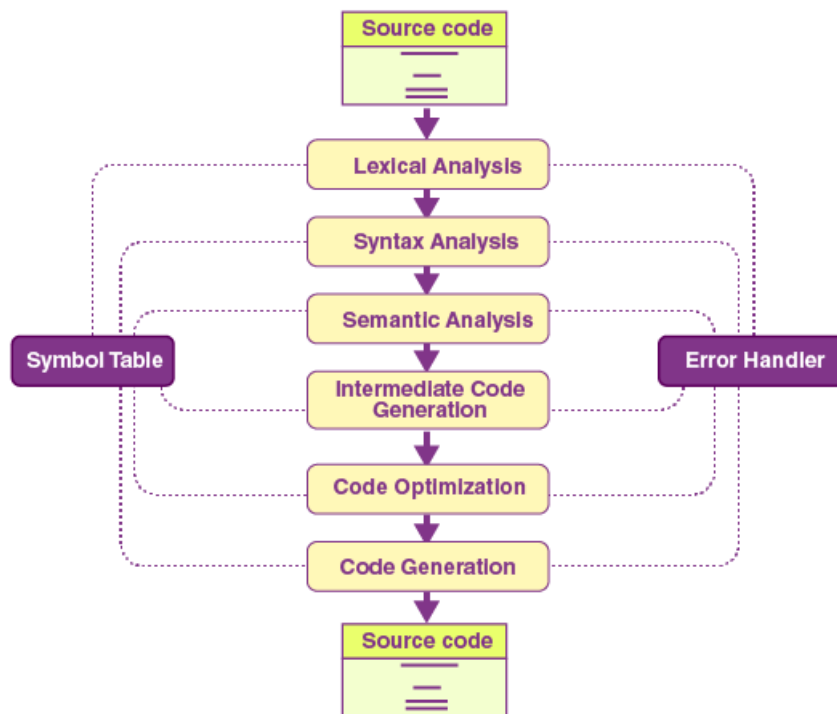 Source code
Lexical Analysis
Syntax Analysis
Semantic Analysis
Symbol Table
Error Handler
Intermediate Code
Generation
Code Optimization
Code Generation
Source code